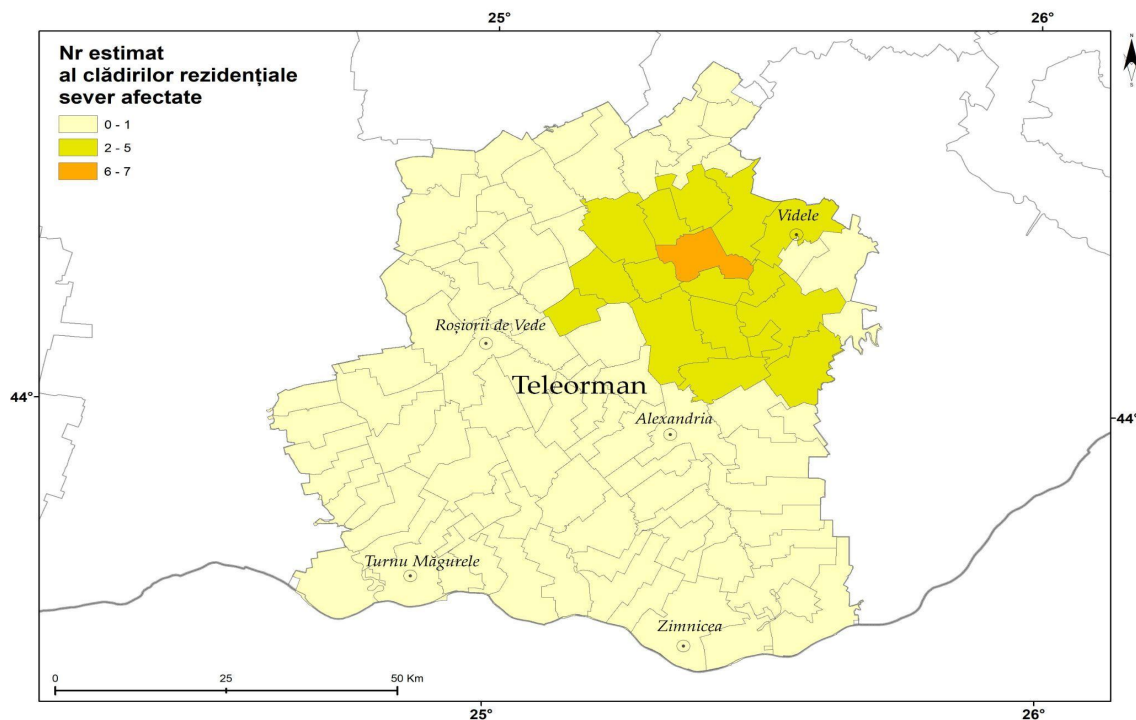 25°
26°
N
S
Nr estimat
al clădirilor rezidențiale
sever afectate
0 - 1
2 - 5
6 - 7
Videle
Roșiorii de Vede
Teleorman
44°
Alexandria
44°
Turnu Măgurele
Zimnicea
0 25 50 Km
25°
26°